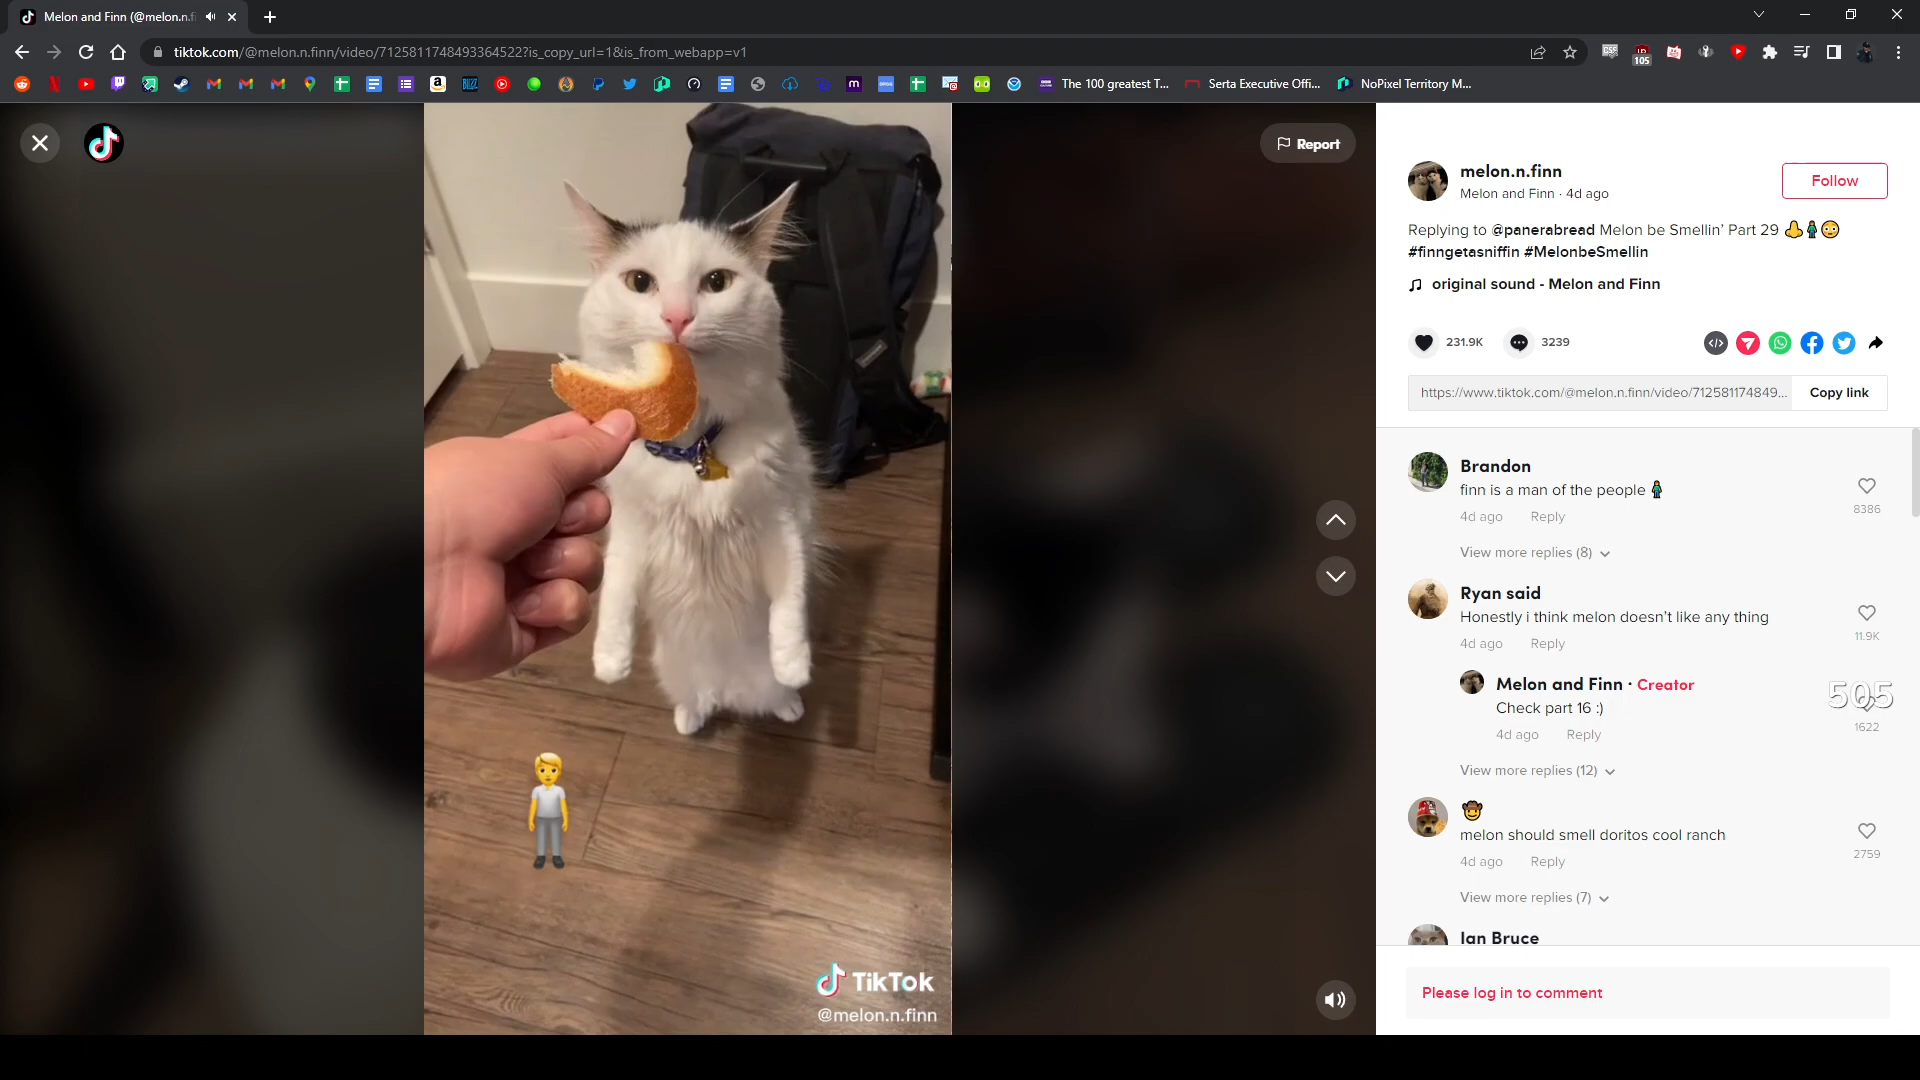 Melon and Finn (@melon.n.fi
tiktok.com/@melon.n.finn/video/7125811748493364522?is_copy_url=1&is_from_webapp=v1
105
The 100 greatest T...
Serta Executive Offi...
NoPixel Territory M...
Report
TikTok
@melon.n.finn
melon.n.finn
Melon and Finn · 4d ago
Follow
Replying to @panerabread Melon be Smellin' Part 29
#finngetasniffin #MelonbeSmellin
original sound - Melon and Finn
231.9K
3239
https://www.tiktok.com/@melon.n.finn/video/712581174849...
Copy link
Brandon
finn is a man of the people
8386
4d ago Reply
View more replies (8)
Ryan said
Honestly i think melon doesn't like any thing
11.9K
4d ago Reply
Melon and Finn · Creator
505
Check part 16 :)
1622
4d ago Reply
View more replies (12)
melon should smell doritos cool ranch
2759
4d ago Reply
View more replies (7)
Ian Bruce
Please log in to comment